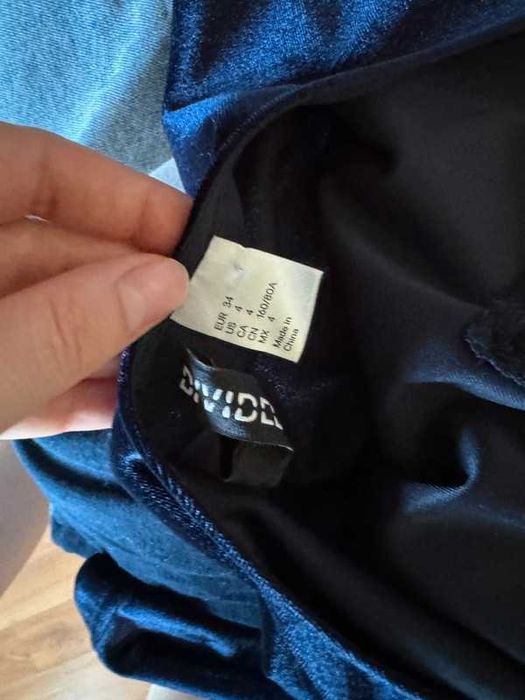 EUR 34
US 4
CA 4
CN 160/80A
MX 4
Made in
China
DIVIDED